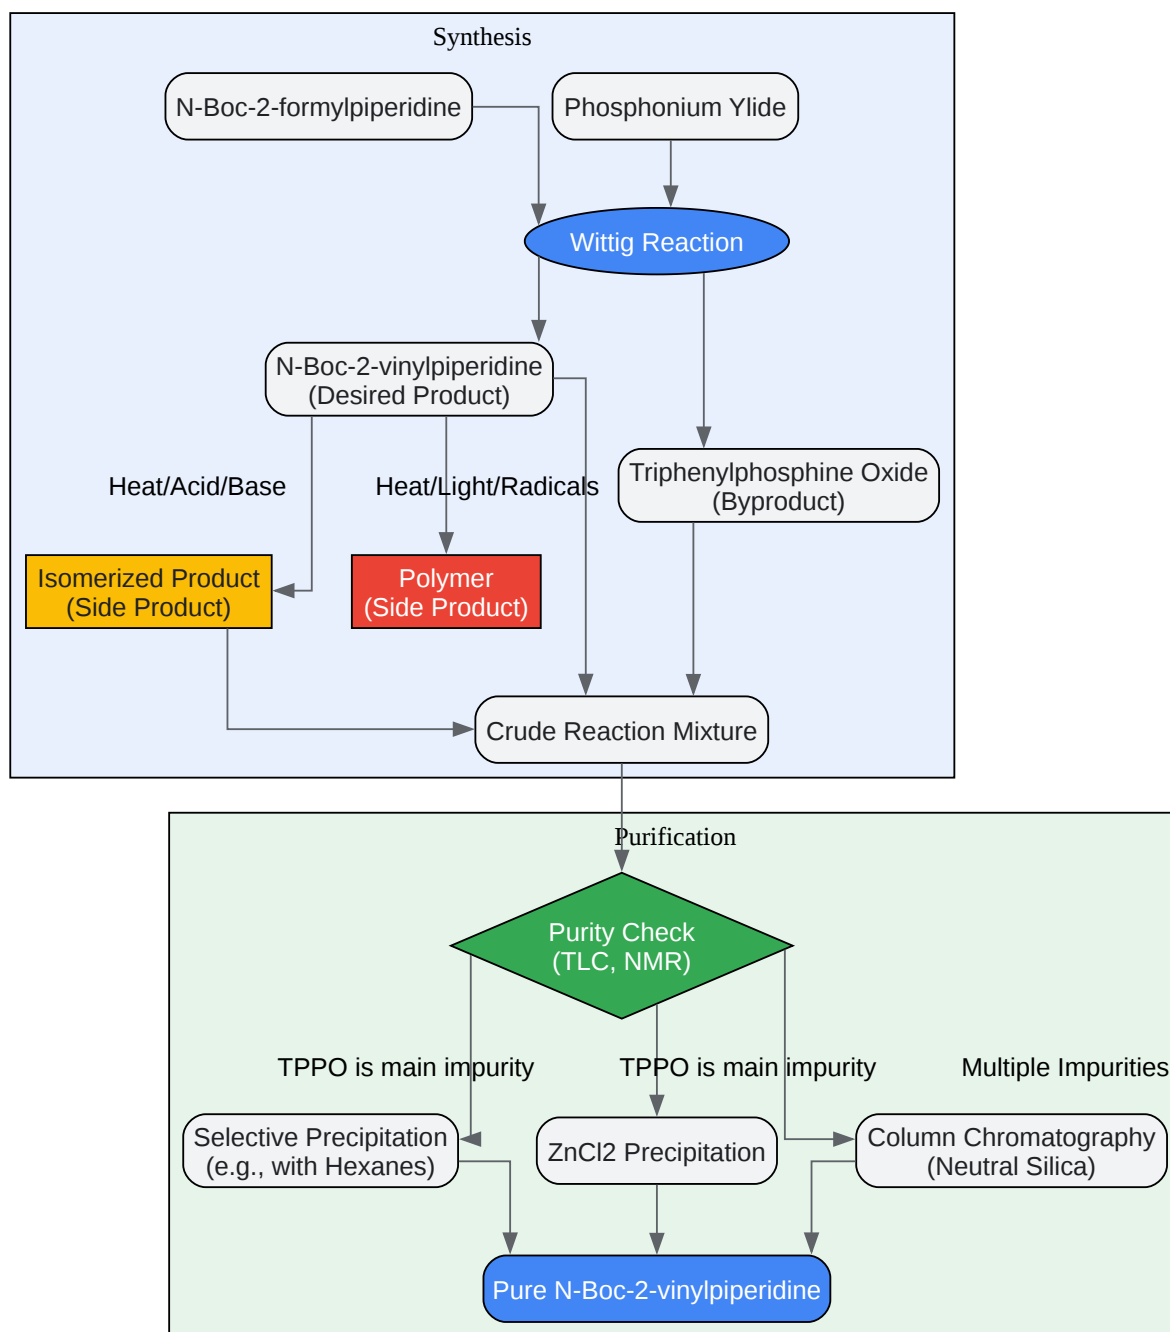 Synthesis
N-Boc-2-formylpiperidine
Phosphonium Ylide
Wittig Reaction
N-Boc-2-vinylpiperidine
(Desired Product)
Triphenylphosphine Oxide
(Byproduct)
Heat/Acid/Base
Heat/Light/Radicals
Isomerized Product
(Side Product)
Polymer
(Side Product)
Crude Reaction Mixture
Purification
Purity Check
(TLC, NMR)
TPPO is main impurity
TPPO is main impurity
Multiple Impurities
Selective Precipitation
(e.g., with Hexanes)
ZnCl2 Precipitation
Column Chromatography
(Neutral Silica)
Pure N-Boc-2-vinylpiperidine